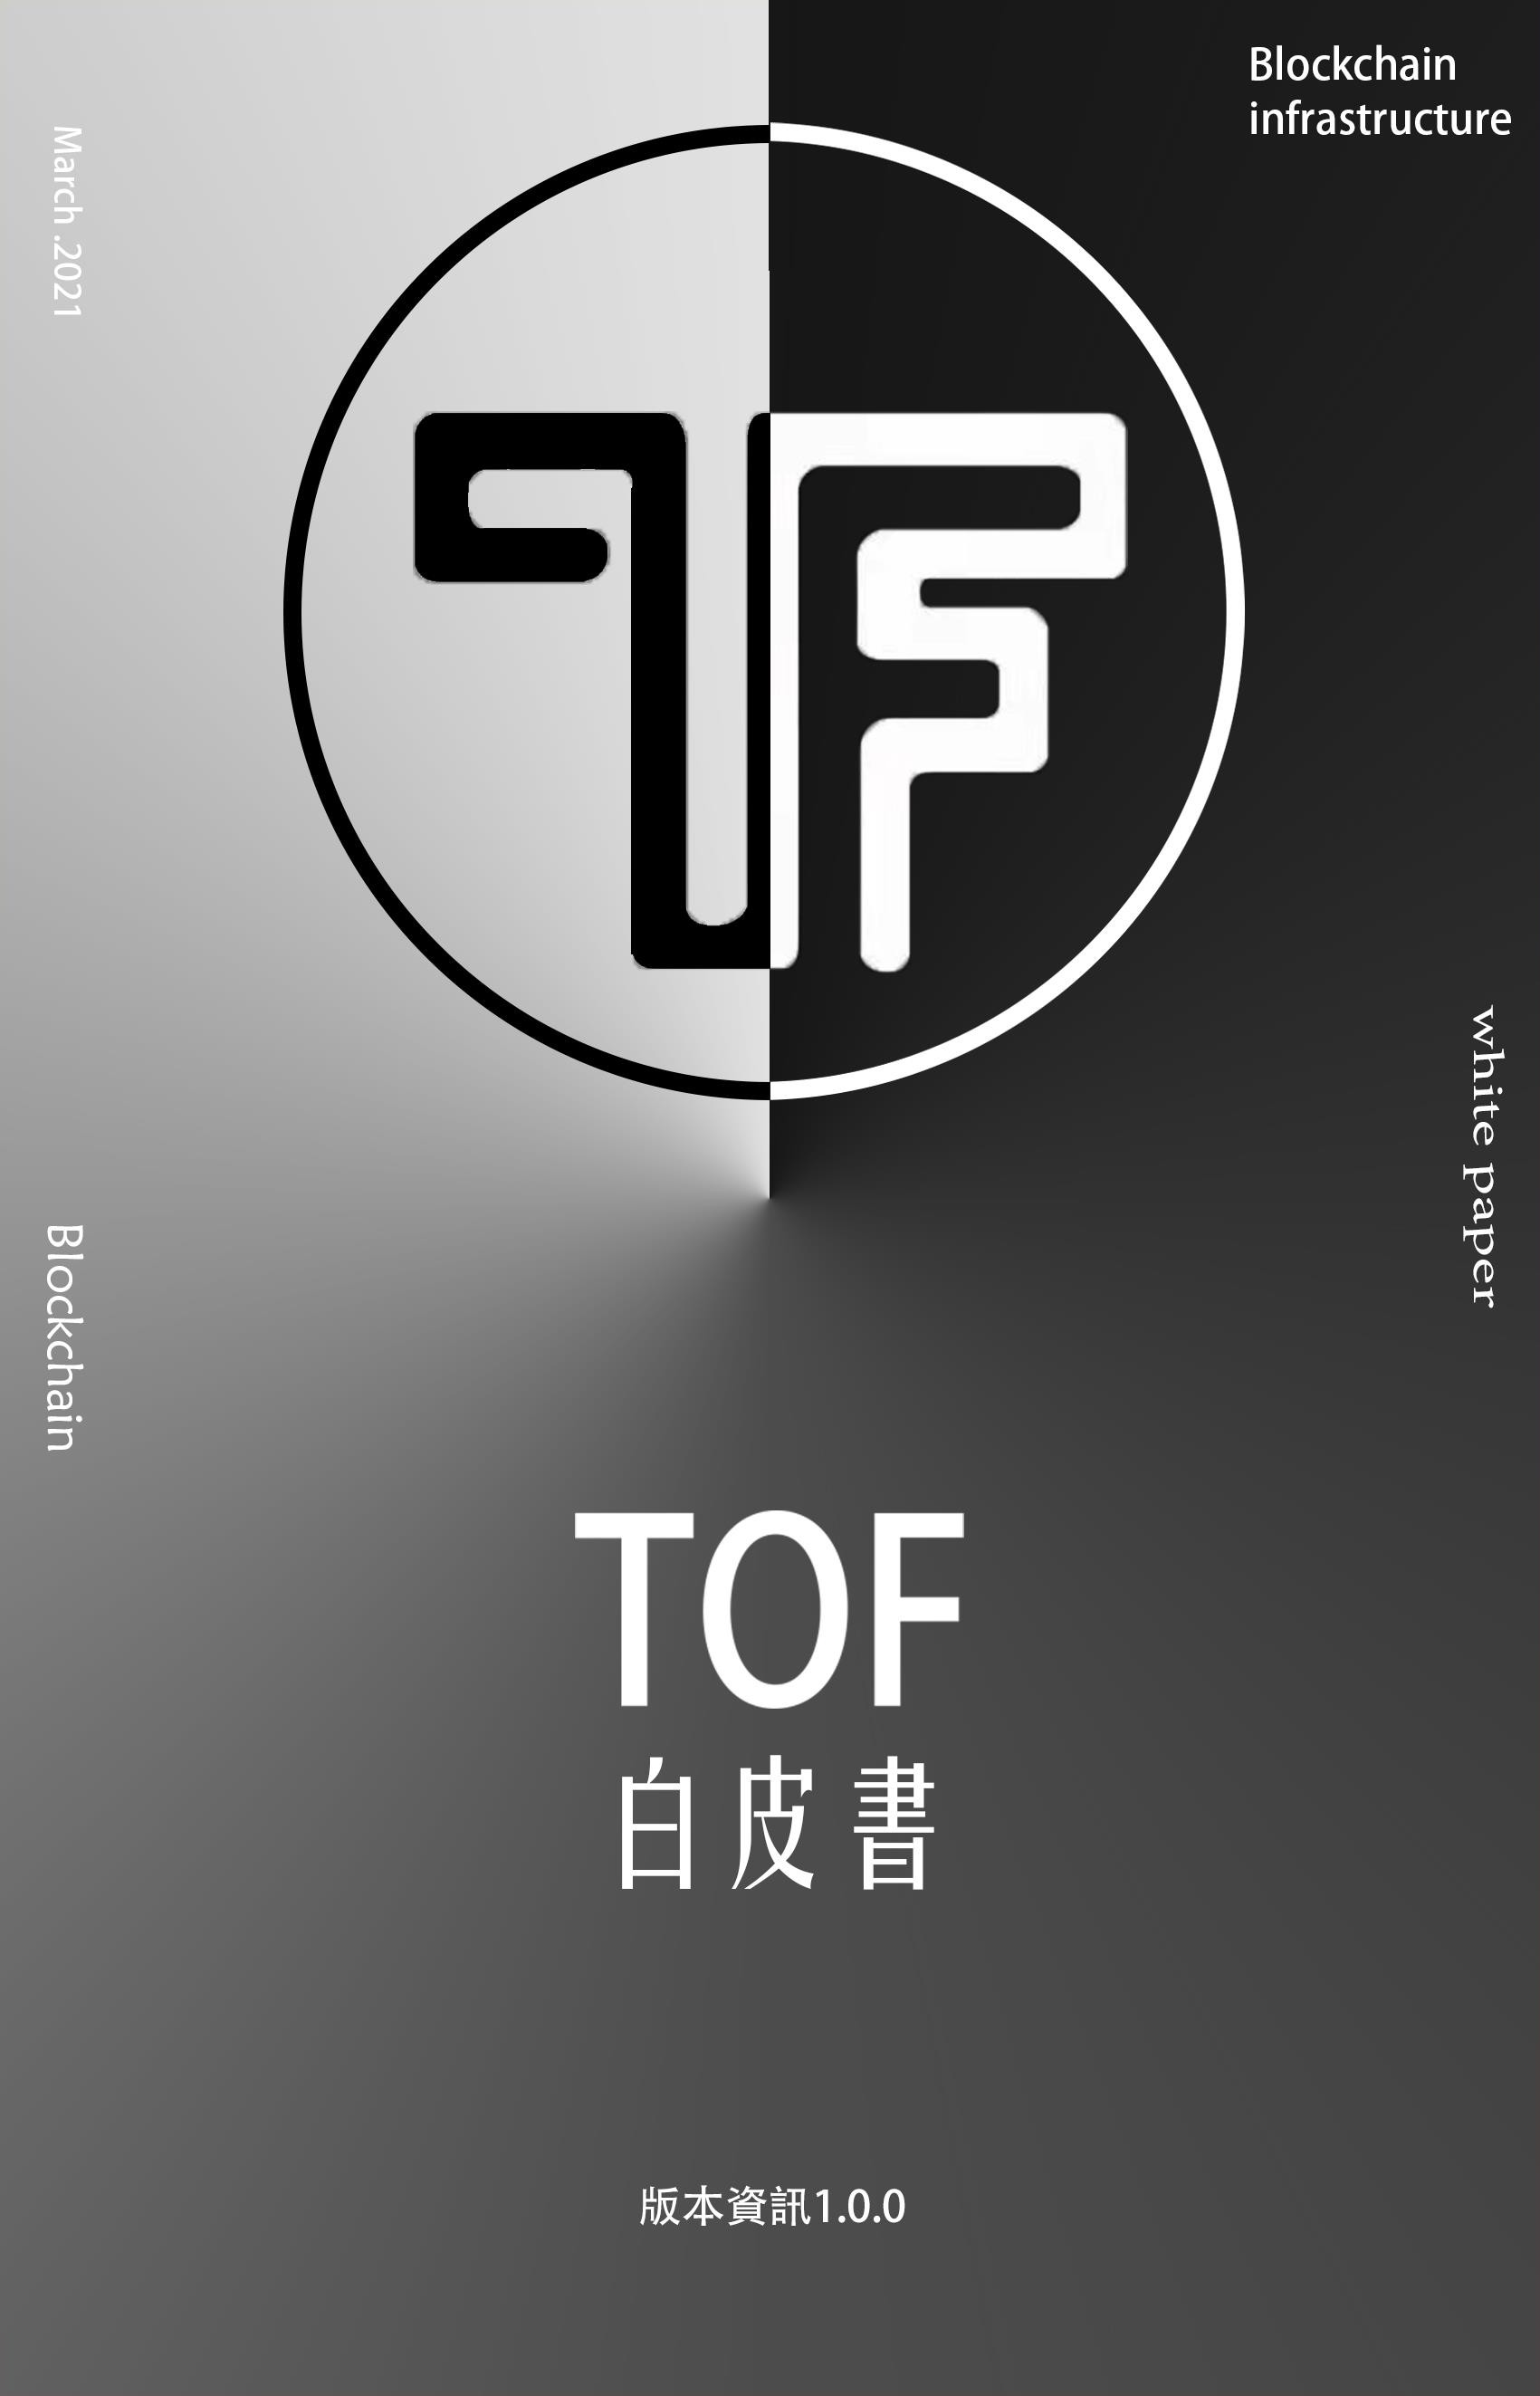 Blockchain
infrastructure
March .2021
white paper
Blockchain
TOF
白皮書
版本資訊1.0.0